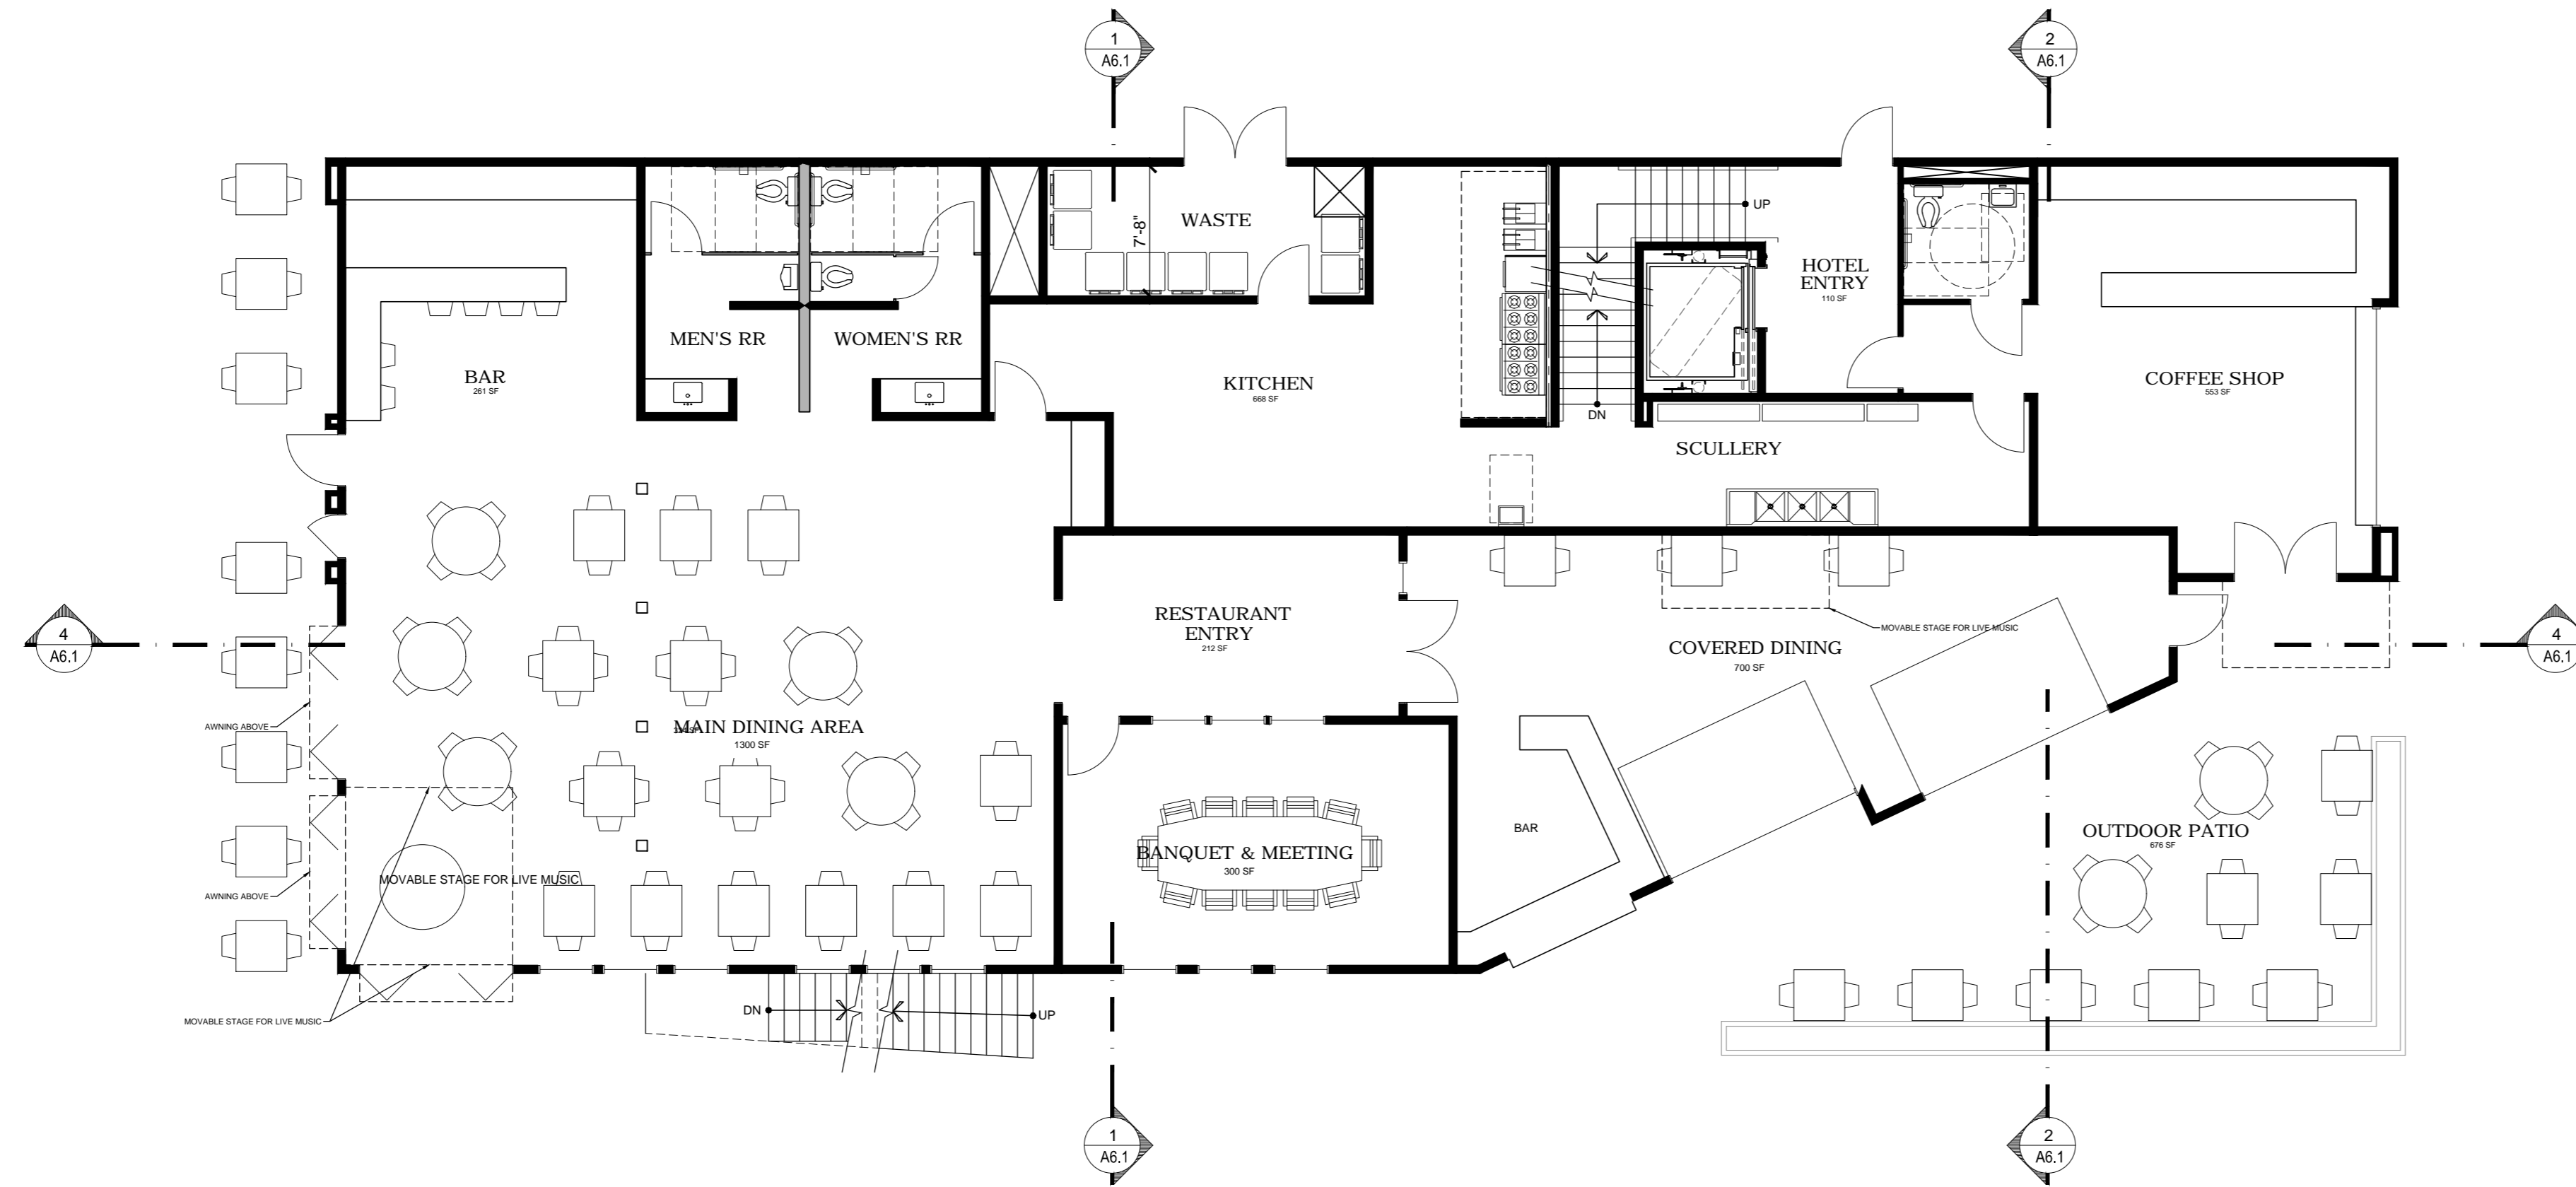 1
A6.1
2
A6.1
WASTE
7'-8"
UP
HOTEL
ENTRY
110 SF
MEN'S RR
WOMEN'S RR
BAR
261 SF
KITCHEN
668 SF
COFFEE SHOP
553 SF
DN
SCULLERY
RESTAURANT
ENTRY
212 SF
4
A6.1
MOVABLE STAGE FOR LIVE MUSIC
COVERED DINING
700 SF
4
A6.1
AWNING ABOVE
MAIN DINING AREA
1300 SF
BAR
OUTDOOR PATIO
676 SF
BANQUET & MEETING
300 SF
MOVABLE STAGE FOR LIVE MUSIC
AWNING ABOVE
DN
UP
MOVABLE STAGE FOR LIVE MUSIC
1
A6.1
2
A6.1